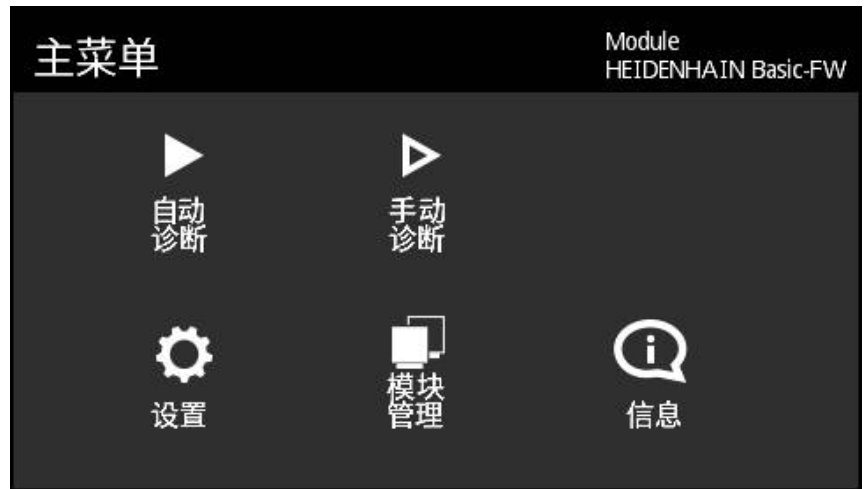 主菜单
Module
HEIDENHAIN Basic-FW
自动
诊断
手动
诊断
设置
模块
管理
信息